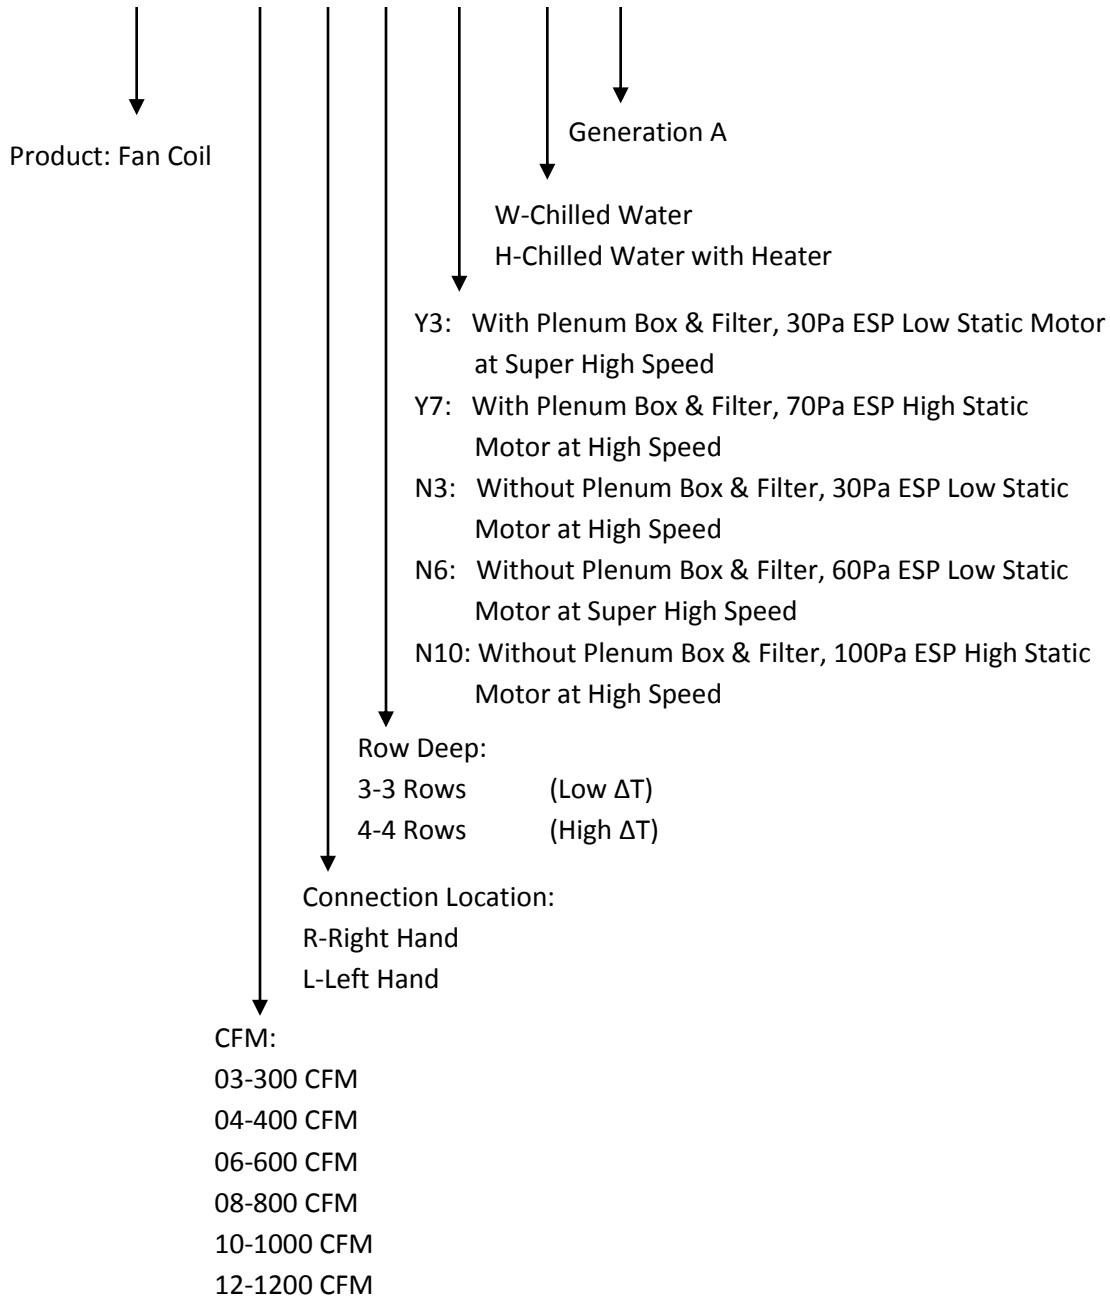 Generation A
Product: Fan Coil
W-Chilled Water
H-Chilled Water with Heater
Y3: With Plenum Box & Filter, 30Pa ESP Low Static Motor
at Super High Speed
Y7: With Plenum Box & Filter, 70Pa ESP High Static
Motor at High Speed
N3: Without Plenum Box & Filter, 30Pa ESP Low Static
Motor at High Speed
N6: Without Plenum Box & Filter, 60Pa ESP Low Static
Motor at Super High Speed
N10: Without Plenum Box & Filter, 100Pa ESP High Static
Motor at High Speed
Row Deep:
3-3 Rows (Low ΔT)
4-4 Rows (High ΔT)
Connection Location:
R-Right Hand
L-Left Hand
CFM:
03-300 CFM
04-400 CFM
06-600 CFM
08-800 CFM
10-1000 CFM
12-1200 CFM